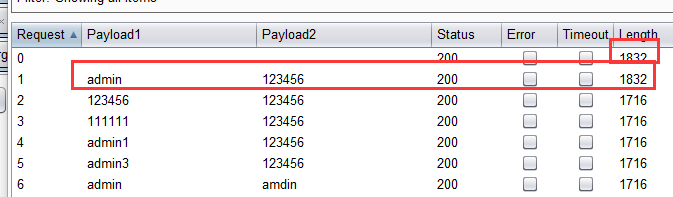 Filter: Showing all items
Request Payload1 Payload2 Status Error Timeout Length
0 200 1832
1 admin 123456 200 1832
2 123456 123456 200 1716
3 111111 123456 200 1716
4 admin1 123456 200 1716
5 admin3 123456 200 1716
6 admin amdin 200 1716